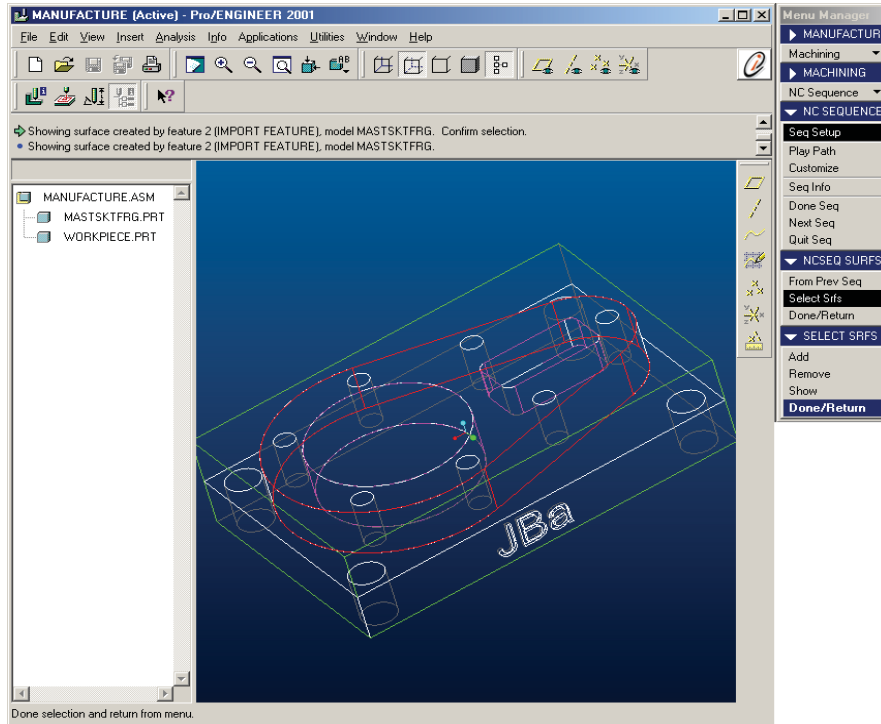 MANUFACTURE (Active) - Pro/ENGINEER 2001
File Edit View Insert Analysis Info Applications Utilities Window Help
Showing surface created by feature 2 (IMPORT FEATURE), model MASTSKTFRG. Confirm selection.
Showing surface created by feature 2 (IMPORT FEATURE), model MASTSKTFRG.
MANUFACTURE.ASM
MASTSKTFRG.PRT
WORKPIECE.PRT
JBa
Done selection and return from menu.
Menu Manager
MANUFACTUR
Machining
MACHINING
NC Sequence
NC SEQUENCE
Seq Setup
Play Path
Customize
Seq Info
Done Seq
Next Seq
Quit Seq
NCSEQ SURFS
From Prev Seq
Select Srfs
Done/Return
SELECT SRFS
Add
Remove
Show
Done/Return